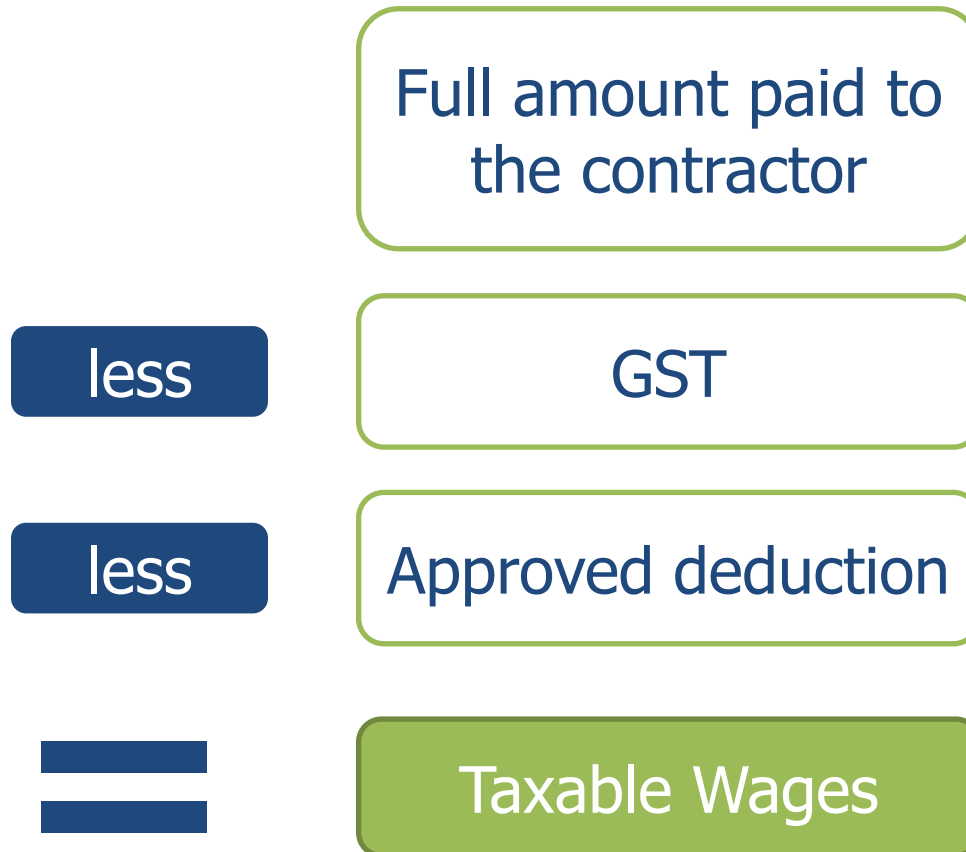 Full amount paid to
the contractor
less
GST
less
Approved deduction
=
Taxable Wages